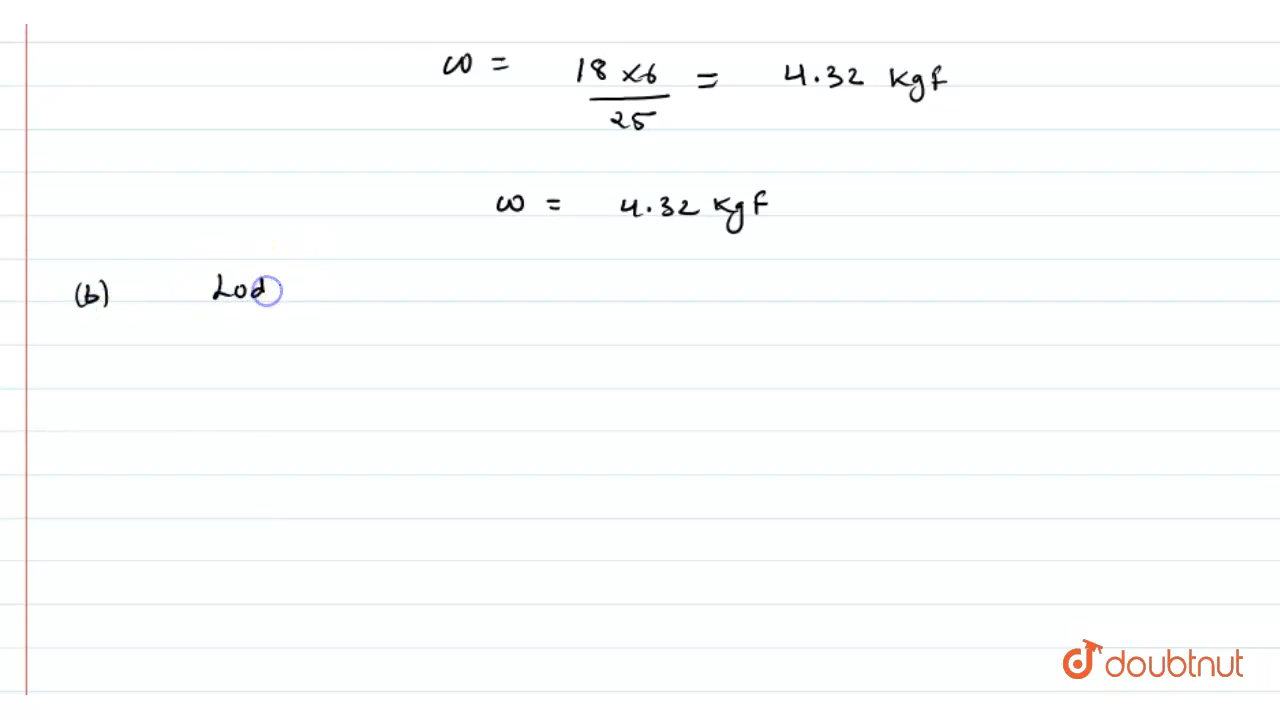 ω = 18 × 6 / 25 = 4.32 kgf
ω = 4.32 kgf
(b) Lod
doubtnut